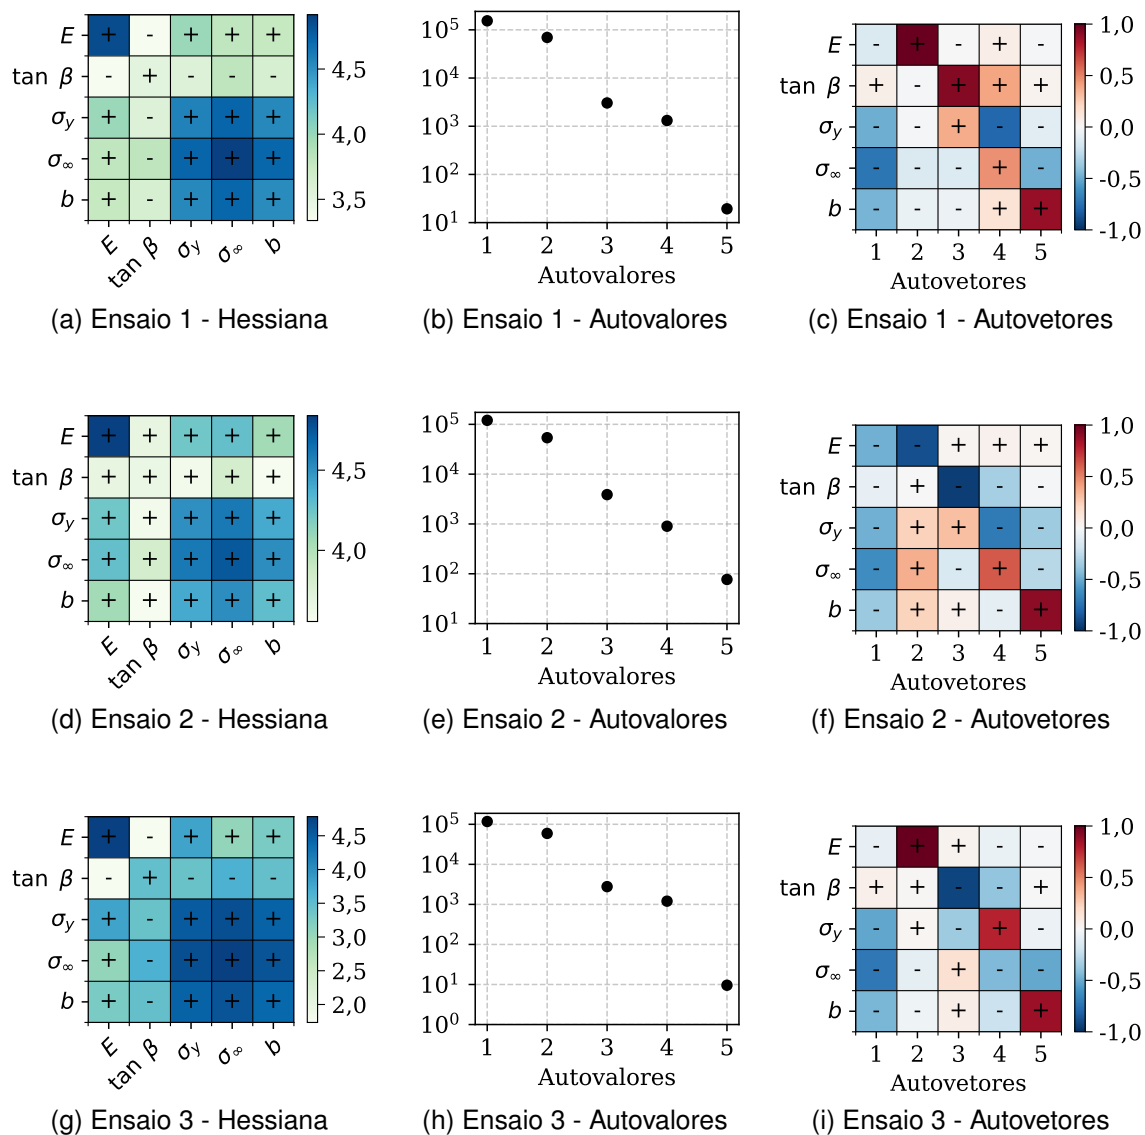 E + - + + +
tan β - + - - -
σy + - + + +
σ∞ + - + + +
b + - + + +
E tan β σy σ∞ b
4,5
4,0
3,5
10^5
10^4
10^3
10^2
10^1
1 2 3 4 5
Autovalores
E - + - + -
tan β + - + + +
σy - - + - -
σ∞ - - - + -
b - - - + +
1 2 3 4 5
Autovetores
1,0
0,5
0,0
-0,5
-1,0
(a) Ensaio 1 - Hessiana
(b) Ensaio 1 - Autovalores
(c) Ensaio 1 - Autovetores
E + + + + +
tan β + + + + +
σy + + + + +
σ∞ + + + + +
b + + + + +
E tan β σy σ∞ b
4,5
4,0
10^5
10^4
10^3
10^2
10^1
1 2 3 4 5
Autovalores
E - - + + +
tan β - + - - -
σy - + + - -
σ∞ - + - + -
b - + + - +
1 2 3 4 5
Autovetores
1,0
0,5
0,0
-0,5
-1,0
(d) Ensaio 2 - Hessiana
(e) Ensaio 2 - Autovalores
(f) Ensaio 2 - Autovetores
E + - + + +
tan β - + - - -
σy + - + + +
σ∞ + - + + +
b + - + + +
E tan β σy σ∞ b
4,5
4,0
3,5
3,0
2,5
2,0
10^5
10^4
10^3
10^2
10^1
10^0
1 2 3 4 5
Autovalores
E - + + - -
tan β + + - - +
σy - + - + -
σ∞ - - + - -
b - - + - +
1 2 3 4 5
Autovetores
1,0
0,5
0,0
-0,5
-1,0
(g) Ensaio 3 - Hessiana
(h) Ensaio 3 - Autovalores
(i) Ensaio 3 - Autovetores